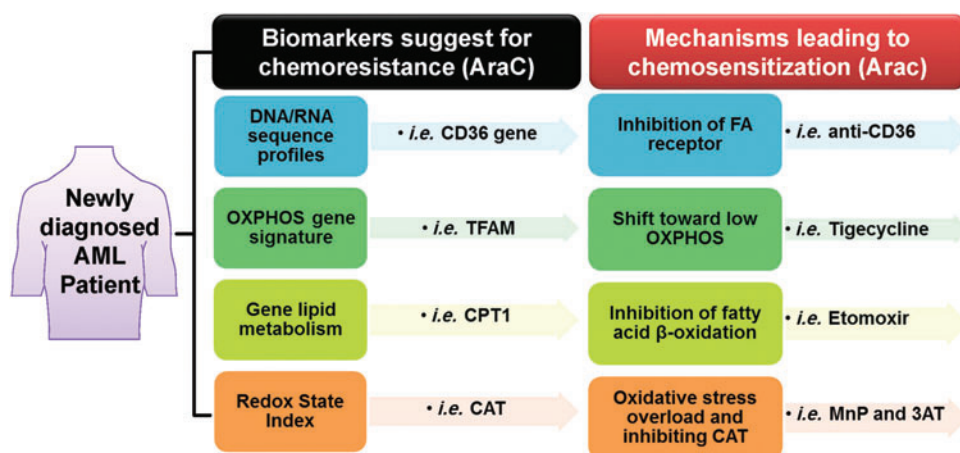 Biomarkers suggest for
chemoresistance (AraC)
Mechanisms leading to
chemosensitization (Arac)
Newly
diagnosed
AML
Patient
DNA/RNA
sequence
profiles
• i.e. CD36 gene
Inhibition of FA
receptor
• i.e. anti-CD36
OXPHOS gene
signature
• i.e. TFAM
Shift toward low
OXPHOS
• i.e. Tigecycline
Gene lipid
metabolism
• i.e. CPT1
Inhibition of fatty
acid β-oxidation
• i.e. Etomoxir
Redox State
Index
• i.e. CAT
Oxidative stress
overload and
inhibiting CAT
• i.e. MnP and 3AT